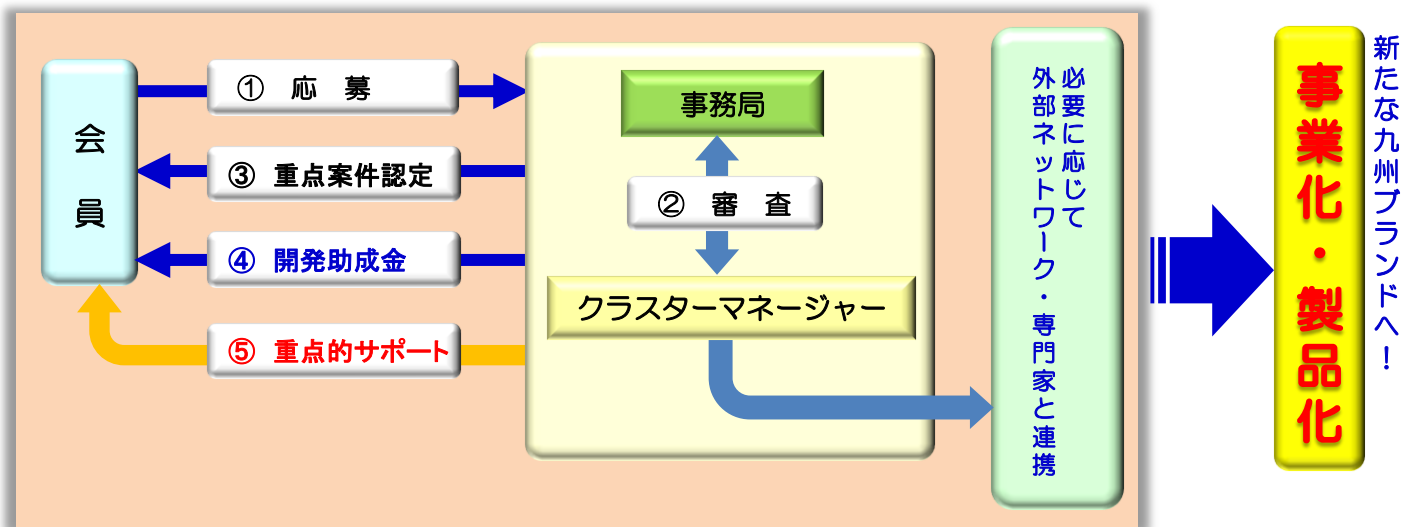 会員
① 応 募
③ 重点案件認定
④ 開発助成金
⑤ 重点的サポート
事務局
② 審 査
クラスターマネージャー
必要に応じて
外部ネットワーク・専門家と連携
事業化・製品化
新たな九州ブランドへ！